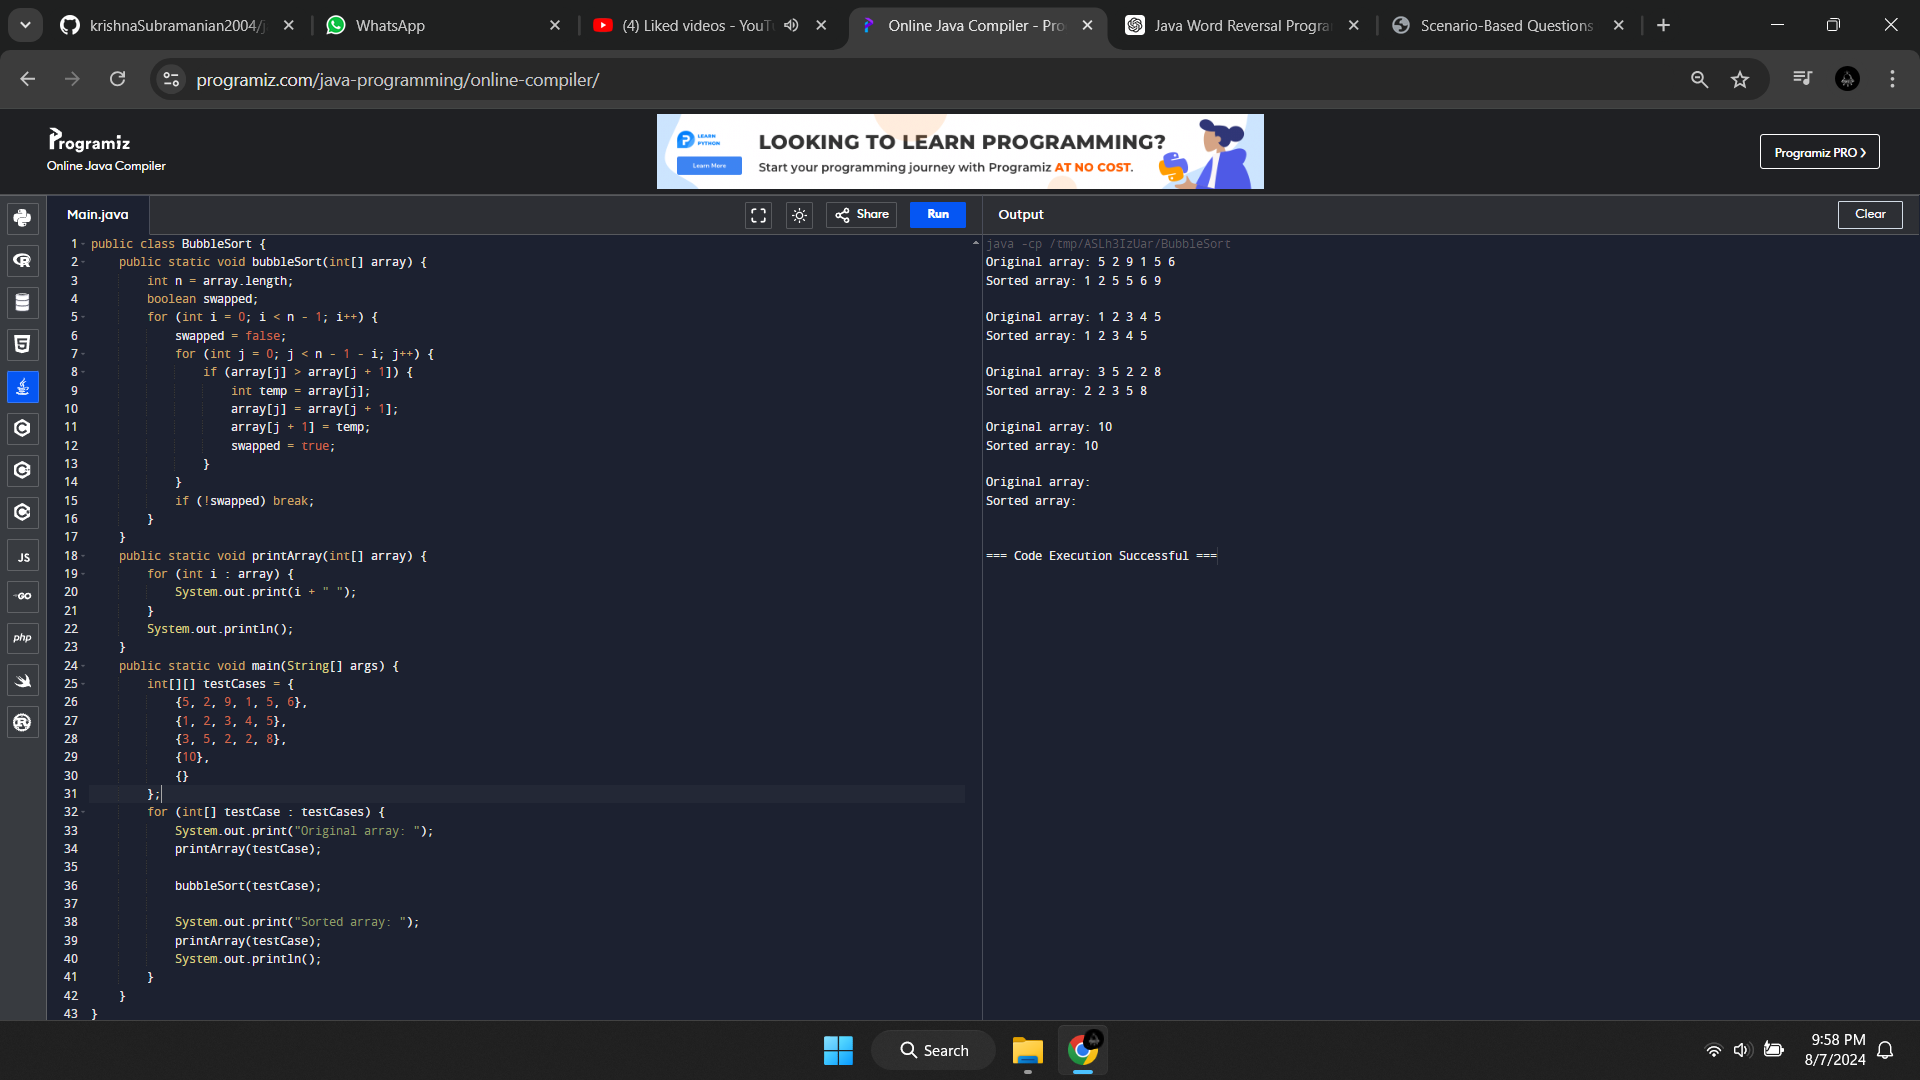 krishnaSubramanian2004/j
WhatsApp
(4) Liked videos - YouT
Online Java Compiler - Pro
Java Word Reversal Progra
Scenario-Based Questions
programiz.com/java-programming/online-compiler/
Programiz
Online Java Compiler
LEARN PYTHON
Learn More
LOOKING TO LEARN PROGRAMMING?
Start your programming journey with Programiz AT NO COST.
Programiz PRO
Main.java
Share
Run
Output
Clear
1 public class BubbleSort {
2     public static void bubbleSort(int[] array) {
3         int n = array.length;
4         boolean swapped;
5         for (int i = 0; i < n - 1; i++) {
6             swapped = false;
7             for (int j = 0; j < n - 1 - i; j++) {
8                 if (array[j] > array[j + 1]) {
9                     int temp = array[j];
10                     array[j] = array[j + 1];
11                     array[j + 1] = temp;
12                     swapped = true;
13                 }
14             }
15             if (!swapped) break;
16         }
17     }
18     public static void printArray(int[] array) {
19         for (int i : array) {
20             System.out.print(i + " ");
21         }
22         System.out.println();
23     }
24     public static void main(String[] args) {
25         int[][] testCases = {
26             {5, 2, 9, 1, 5, 6},
27             {1, 2, 3, 4, 5},
28             {3, 5, 2, 2, 8},
29             {10},
30             {}
31         };
32         for (int[] testCase : testCases) {
33             System.out.print("Original array: ");
34             printArray(testCase);
35
36             bubbleSort(testCase);
37
38             System.out.print("Sorted array: ");
39             printArray(testCase);
40             System.out.println();
41         }
42     }
43 }
java -cp /tmp/ASLh3IzUar/BubbleSort
Original array: 5 2 9 1 5 6
Sorted array: 1 2 5 5 6 9
Original array: 1 2 3 4 5
Sorted array: 1 2 3 4 5
Original array: 3 5 2 2 8
Sorted array: 2 2 3 5 8
Original array: 10
Sorted array: 10
Original array:
Sorted array:
=== Code Execution Successful ===
JS
GO
php
Search
9:58 PM
8/7/2024